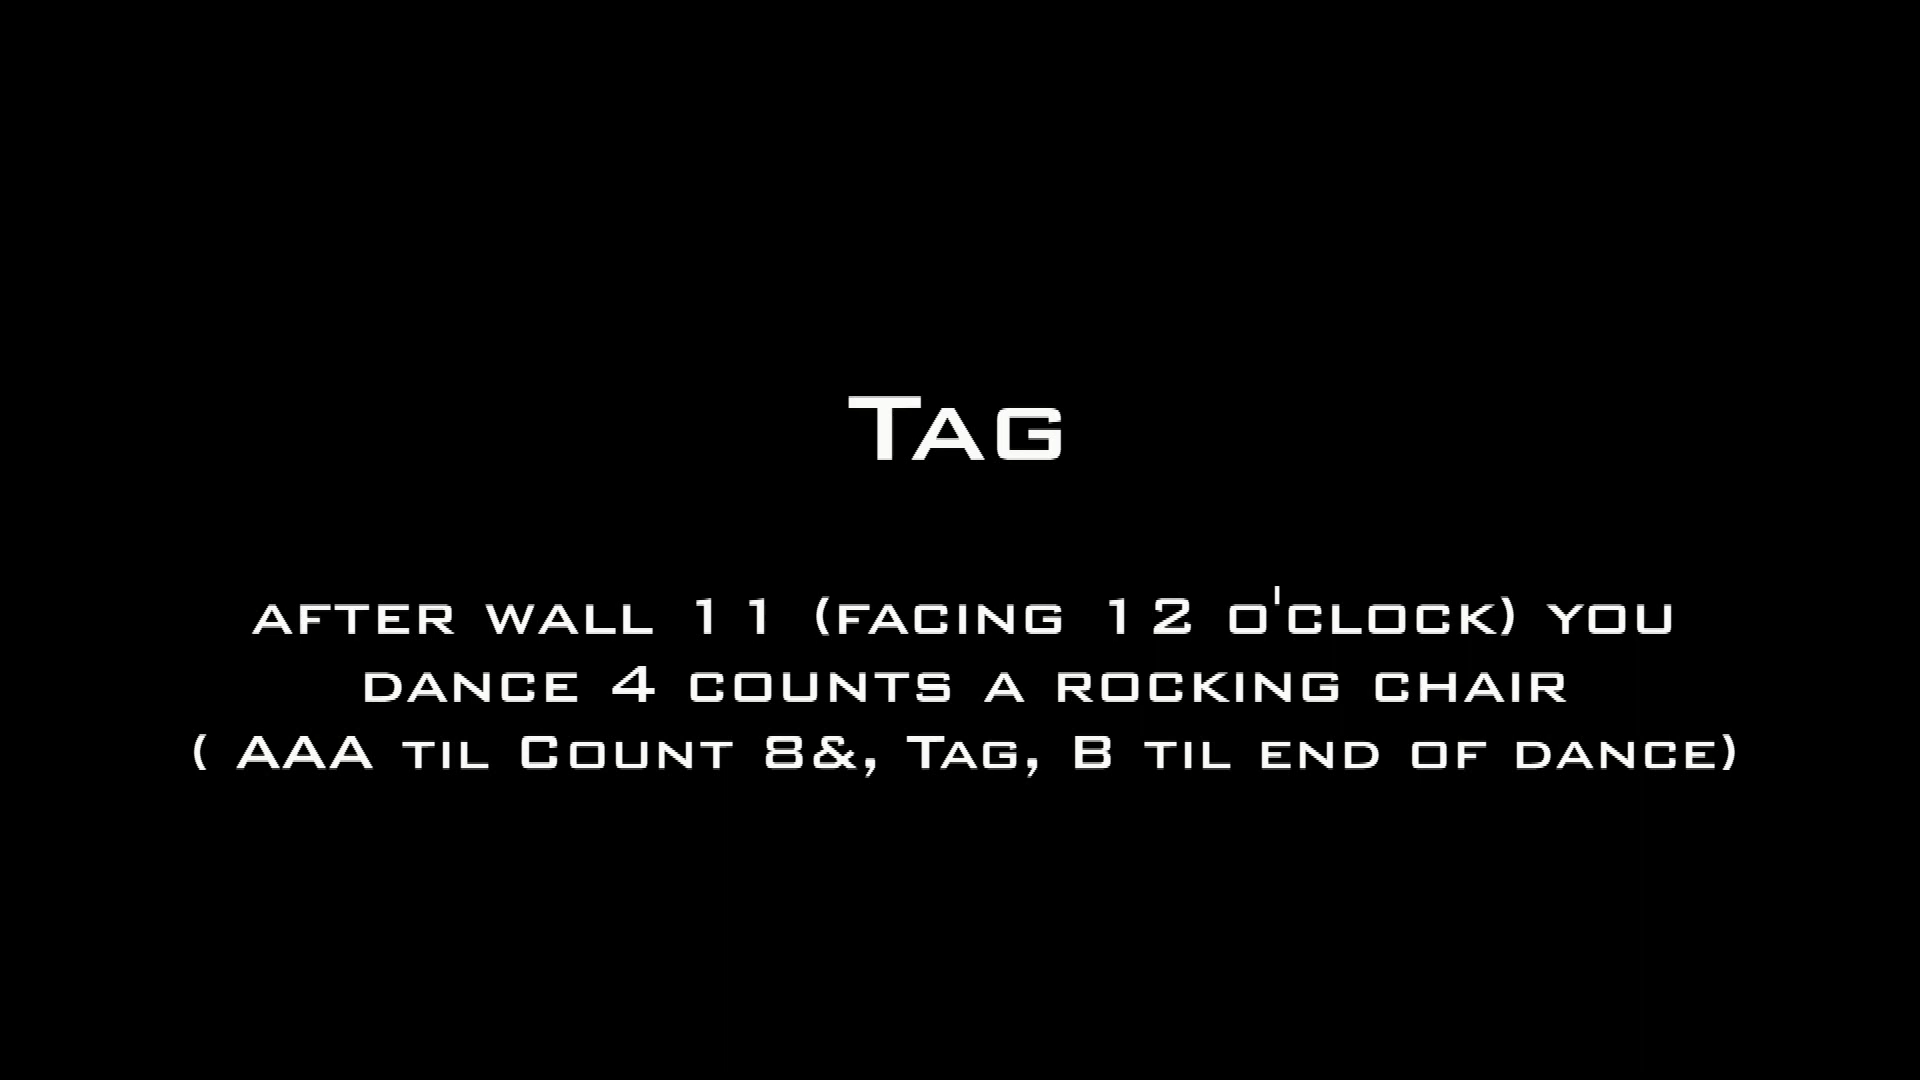 Tag
after wall 11 (facing 12 o'clock) you
dance 4 counts a rocking chair
( AAA til Count 8&, Tag, B til end of dance)